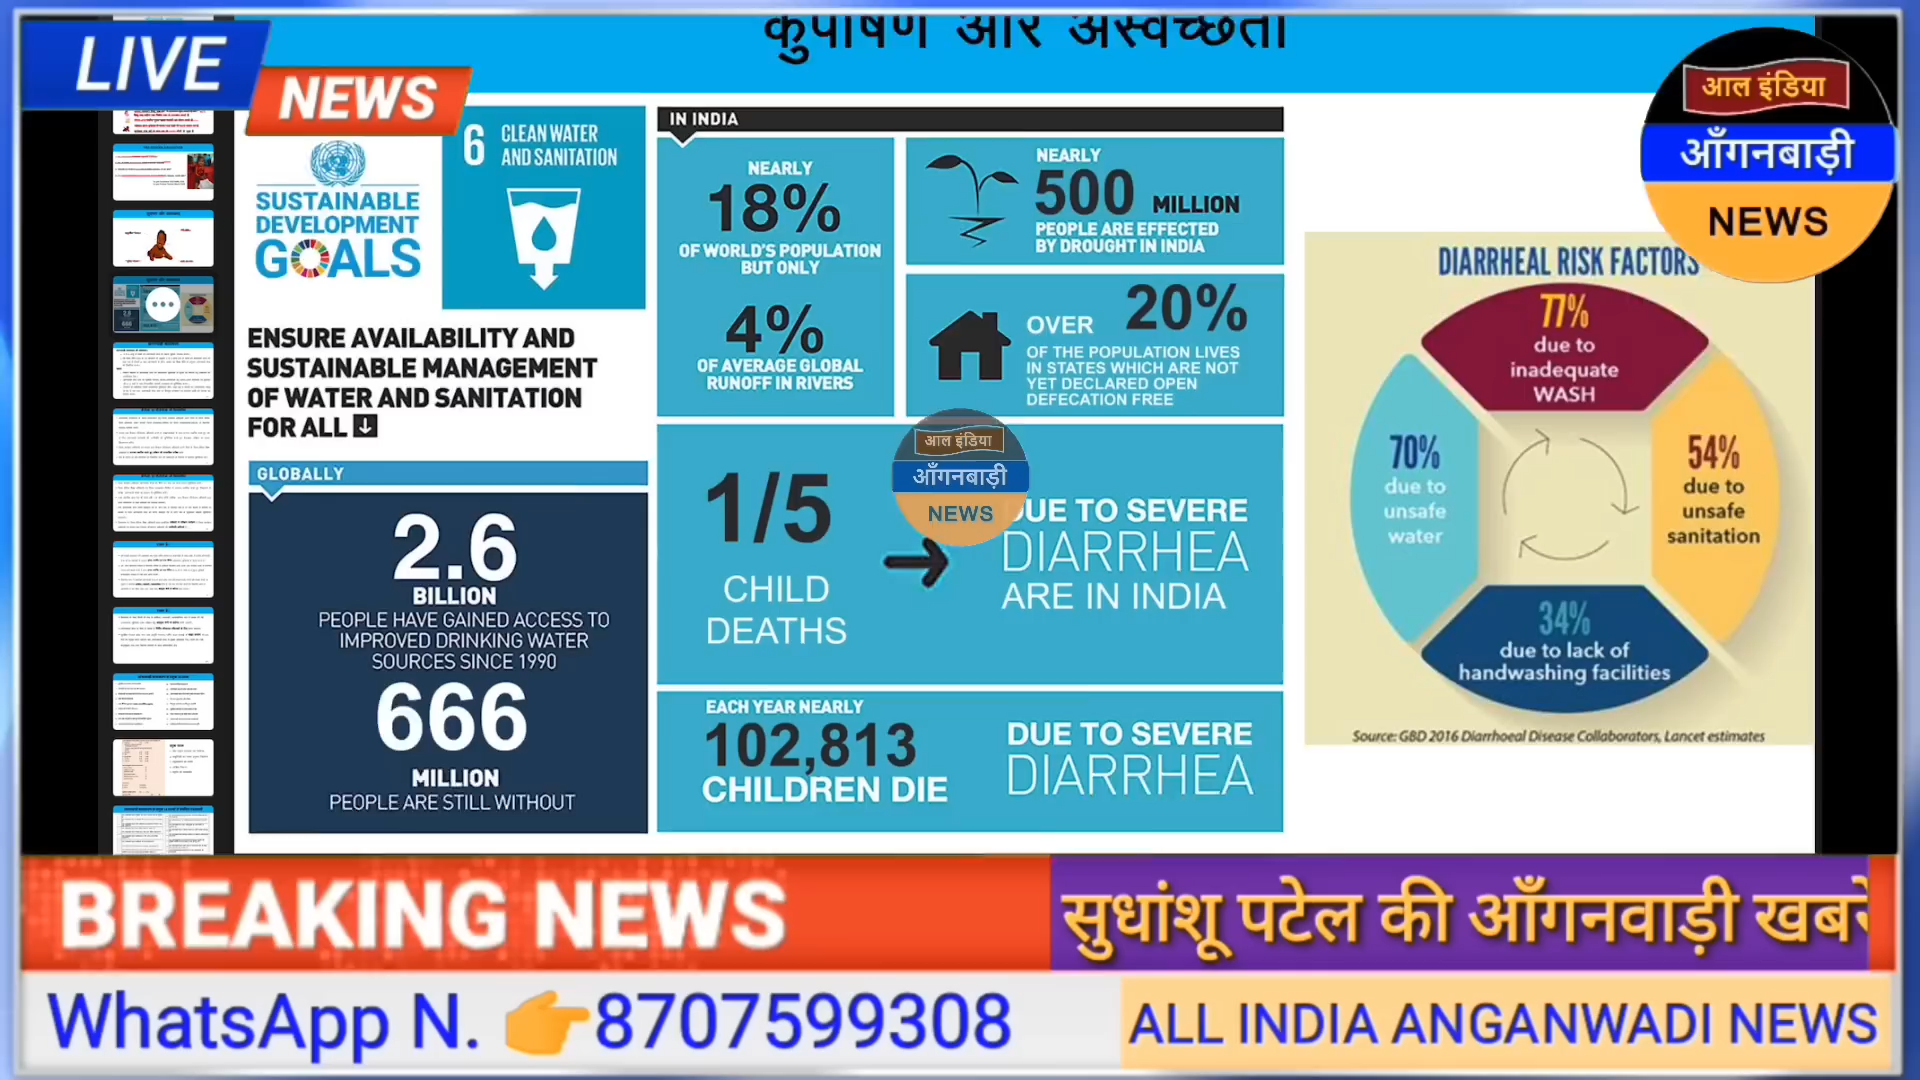 LIVE
NEWS
कुपोषण और अस्वच्छता
आल इंडिया
आँगनबाड़ी
NEWS
SUSTAINABLE
DEVELOPMENT
GOALS
6 CLEAN WATER
AND SANITATION
ENSURE AVAILABILITY AND
SUSTAINABLE MANAGEMENT
OF WATER AND SANITATION
FOR ALL
GLOBALLY
2.6
BILLION
PEOPLE HAVE GAINED ACCESS TO
IMPROVED DRINKING WATER
SOURCES SINCE 1990
666
MILLION
PEOPLE ARE STILL WITHOUT
IN INDIA
NEARLY
18%
OF WORLD'S POPULATION
BUT ONLY
4%
OF AVERAGE GLOBAL
RUNOFF IN RIVERS
NEARLY
500 MILLION
PEOPLE ARE EFFECTED
BY DROUGHT IN INDIA
OVER 20%
OF THE POPULATION LIVES
IN STATES WHICH ARE NOT
YET DECLARED OPEN
DEFECATION FREE
1/5
CHILD
DEATHS
आल इंडिया
आँगनबाड़ी
NEWS
DUE TO SEVERE
DIARRHEA
ARE IN INDIA
EACH YEAR NEARLY
102,813
CHILDREN DIE
DUE TO SEVERE
DIARRHEA
DIARRHEAL RISK FACTORS
77%
due to
inadequate
WASH
70%
due to
unsafe
water
54%
due to
unsafe
sanitation
34%
due to lack of
handwashing facilities
Source: GBD 2016 Diarrhoeal Disease Collaborators, Lancet estimates
BREAKING NEWS
सुधांशू पटेल की आँगनवाड़ी खबरे
WhatsApp N. 👉8707599308
ALL INDIA ANGANWADI NEWS